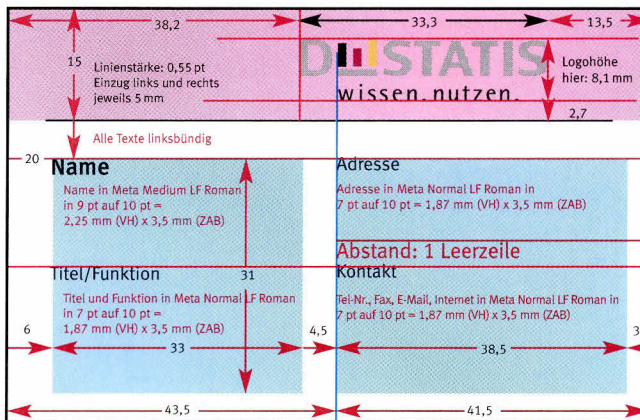 38,2
33,3
13,5
15
Linienstärke: 0,55 pt
Einzug links und rechts
jeweils 5 mm
DESTATIS
wissen.nutzen.
Logohöhe
hier: 8,1 mm
2,7
Alle Texte linksbündig
20
Name
Name in Meta Medium LF Roman
in 9 pt auf 10 pt =
2,25 mm (VH) x 3,5 mm (ZAB)
Adresse
Adresse in Meta Normal LF Roman in
7 pt auf 10 pt = 1,87 mm (VH) x 3,5 mm (ZAB)
Abstand: 1 Leerzeile
Titel/Funktion
31
Kontakt
Titel und Funktion in Meta Normal LF Roman
in 7 pt auf 10 pt =
1,87 mm (VH) x 3,5 mm (ZAB)
Tel-Nr., Fax, E-Mail, Internet in Meta Normal LF Roman in
7 pt auf 10 pt = 1,87 mm (VH) x 3,5 mm (ZAB)
6
33
4,5
38,5
3
43,5
41,5